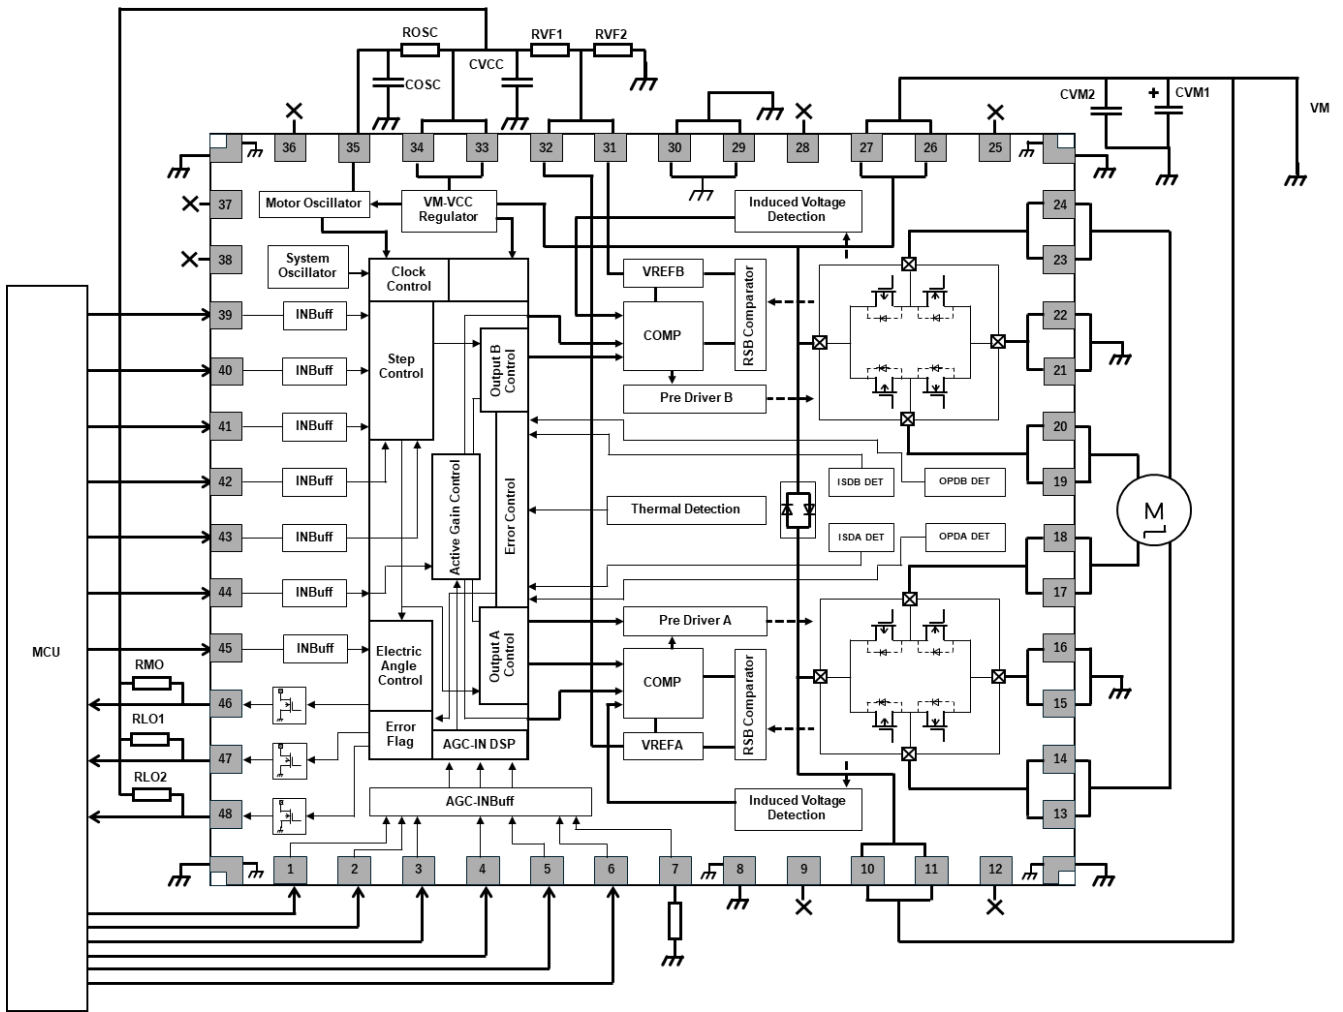 ROSC
RVF1
RVF2
CVCC
COSC
CVM2
+
CVM1
VM
36
35
34
33
32
31
30
29
28
27
26
25
37
38
39
40
41
42
43
44
45
46
47
48
24
23
22
21
20
19
18
17
16
15
14
13
1
2
3
4
5
6
7
8
9
10
11
12
Motor Oscillator
VM-VCC
Regulator
Induced Voltage
Detection
System
Oscillator
Clock
Control
VREFB
RSB Comparator
COMP
Pre Driver B
INBuff
INBuff
INBuff
INBuff
INBuff
INBuff
INBuff
Step
Control
Output B
Control
Active Gain Control
Error Control
Thermal Detection
ISDB DET
OPDB DET
ISDA DET
OPDA DET
M
MCU
RMO
RLO1
RLO2
Electric
Angle
Control
Output A
Control
Pre Driver A
COMP
RSB Comparator
VREFA
Error
Flag
AGC-IN DSP
AGC-INBuff
Induced Voltage
Detection